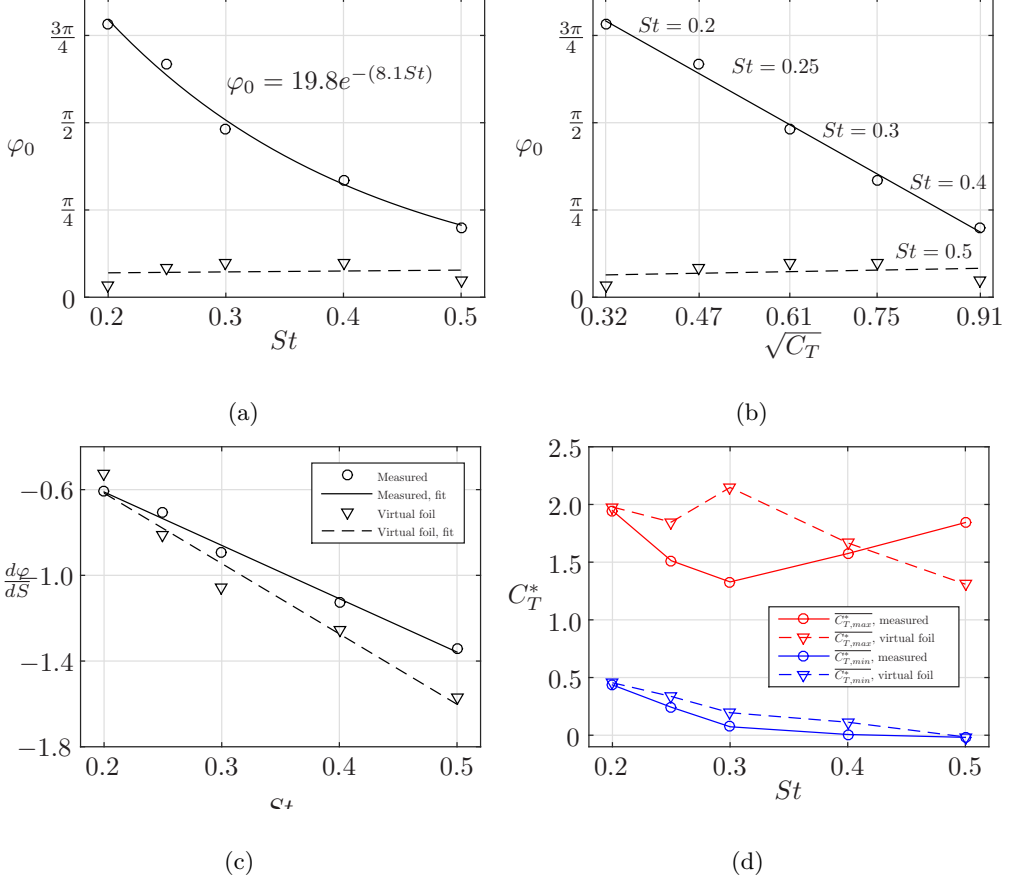 3π/4
π/2
π/4
0
φ₀
φ₀ = 19.8e^{−(8.1St)}
0.2 0.3 0.4 0.5
St
(a)
3π/4
π/2
π/4
0
φ₀
St = 0.2
St = 0.25
St = 0.3
St = 0.4
St = 0.5
0.32 0.47 0.61 0.75 0.91
√C_T
(b)
−0.6
−1.0
−1.4
−1.8
dφ/dS
Measured
Measured, fit
Virtual foil
Virtual foil, fit
0.2 0.3 0.4 0.5
St
(c)
2.5
2.0
1.5
1.0
0.5
0
C*_T
C*_{T,max}, measured
C*_{T,max}, virtual foil
C*_{T,min}, measured
C*_{T,min}, virtual foil
0.2 0.3 0.4 0.5
St
(d)